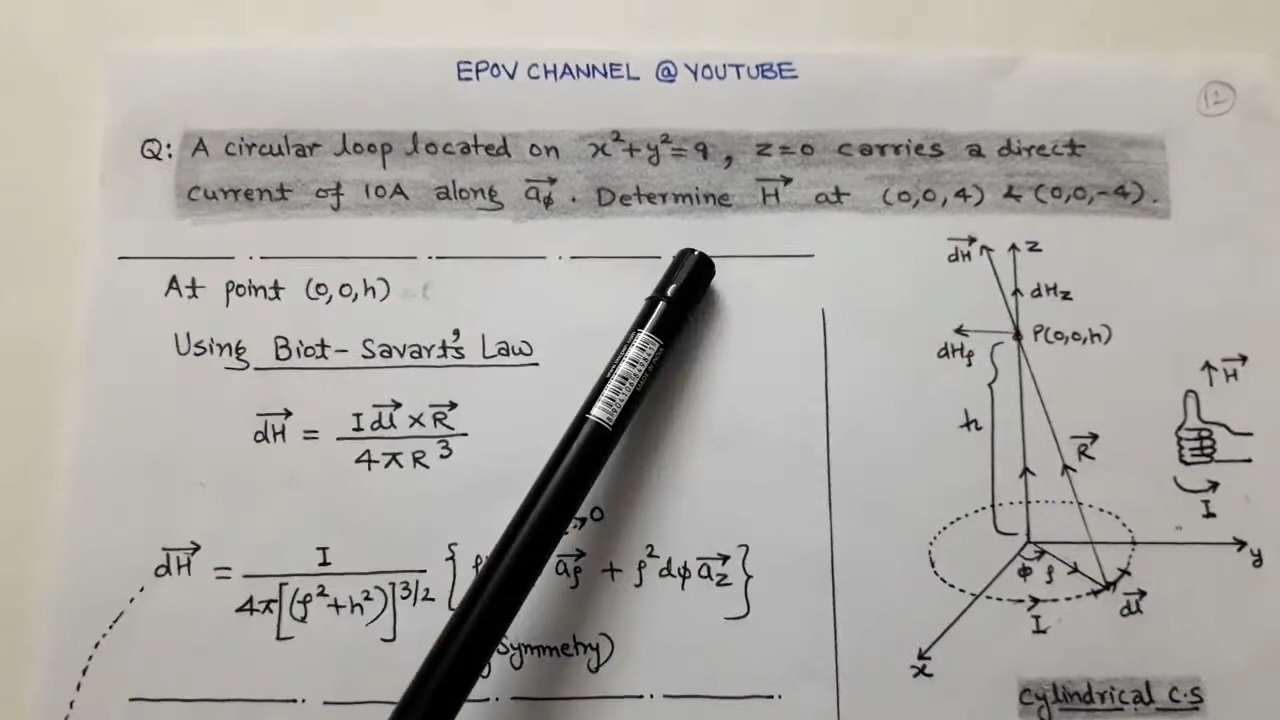 EPOV CHANNEL @ YOUTUBE
12
Q: A circular loop located on x²+y²=9, z=0 carries a direct
current of 10A along a⃗ϕ. Determine H⃗ at (0,0,4) & (0,0,-4).
At point (0,0,h)
Using Biot-Savart's Law
dH⃗ = I dl⃗ × R⃗ / 4πR³
dH⃗ = I / 4π[(ρ²+h²)]^3/2 { ρ a⃗ρ + ρ²dϕ a⃗z }
0
Symmetry)
dH⃗
z
dHz
P(0,0,h)
dHρ
h
R⃗
H⃗
I
ϕ ρ
y
dl⃗
I
x
cylindrical C.S